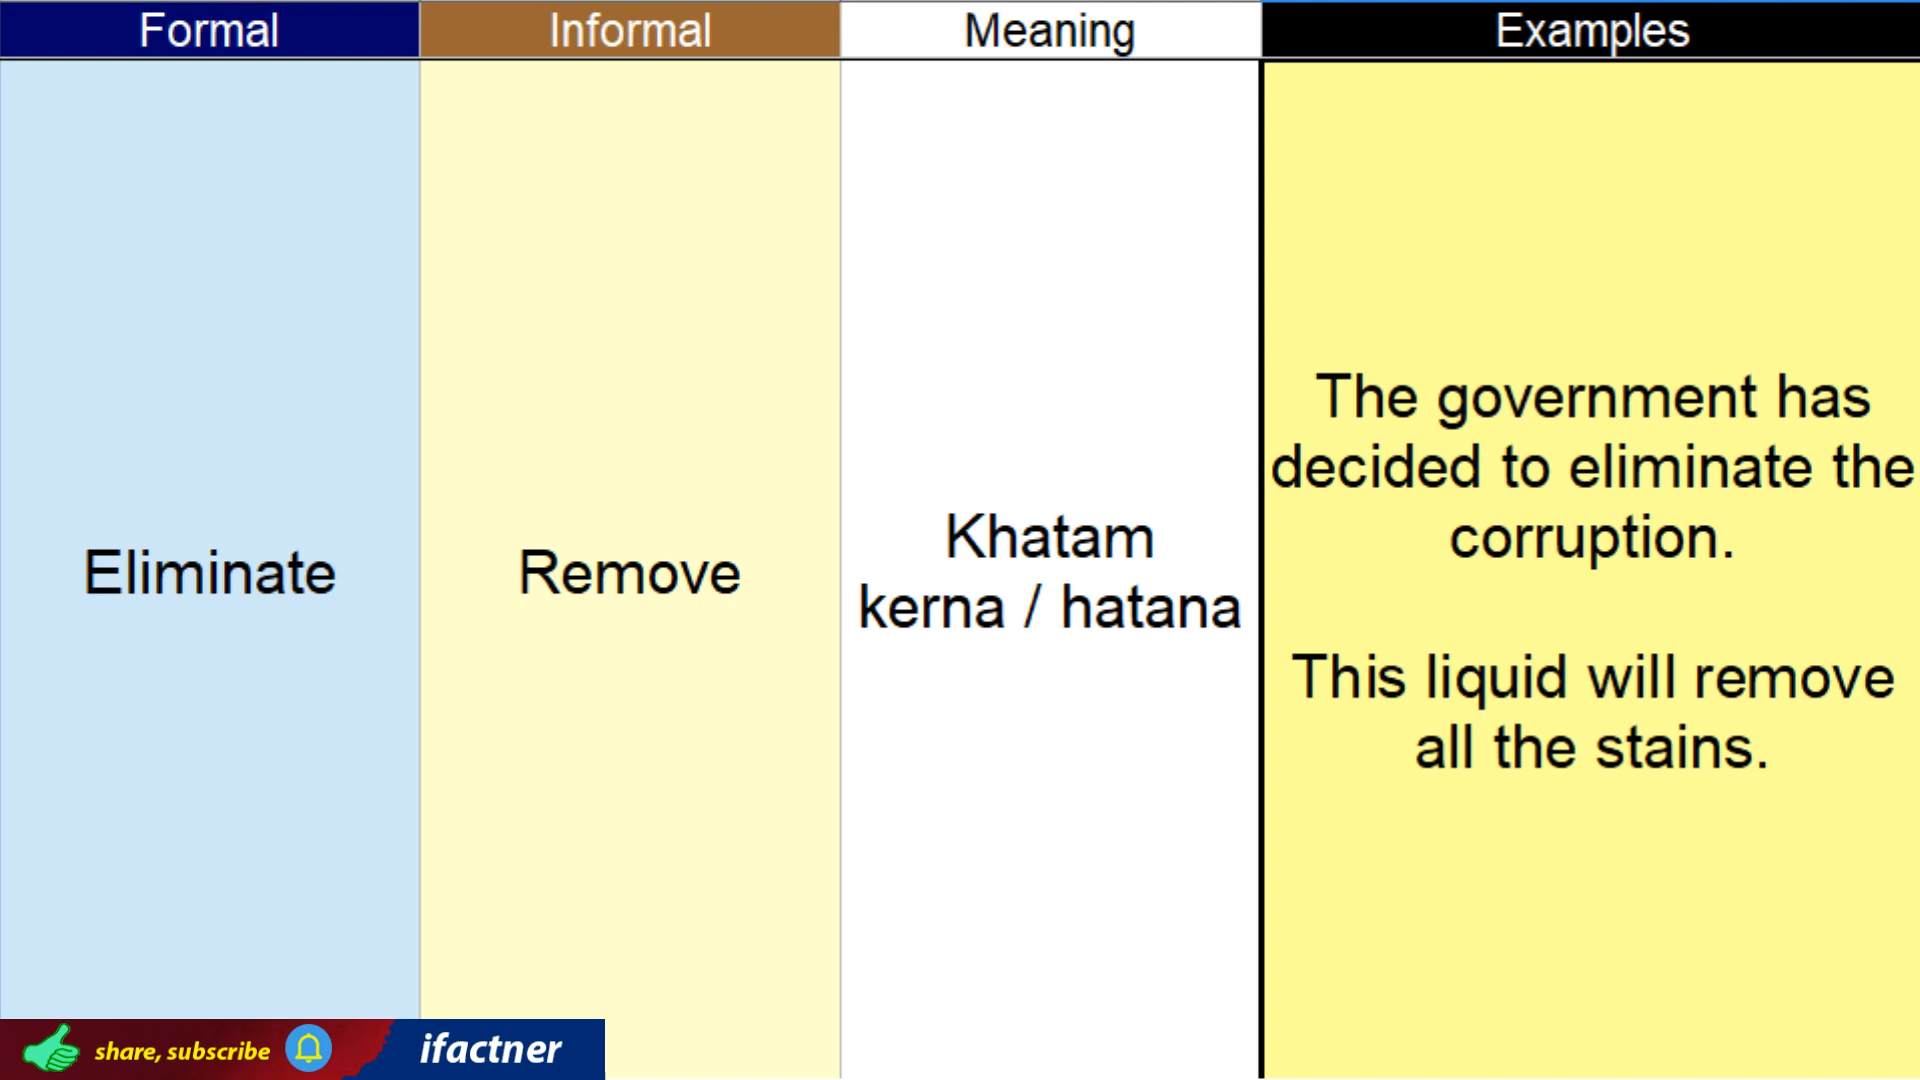 Formal Informal Meaning Examples
Eliminate
Remove
Khatam
kerna / hatana
The government has
decided to eliminate the
corruption.
This liquid will remove
all the stains.
share, subscribe
ifactner